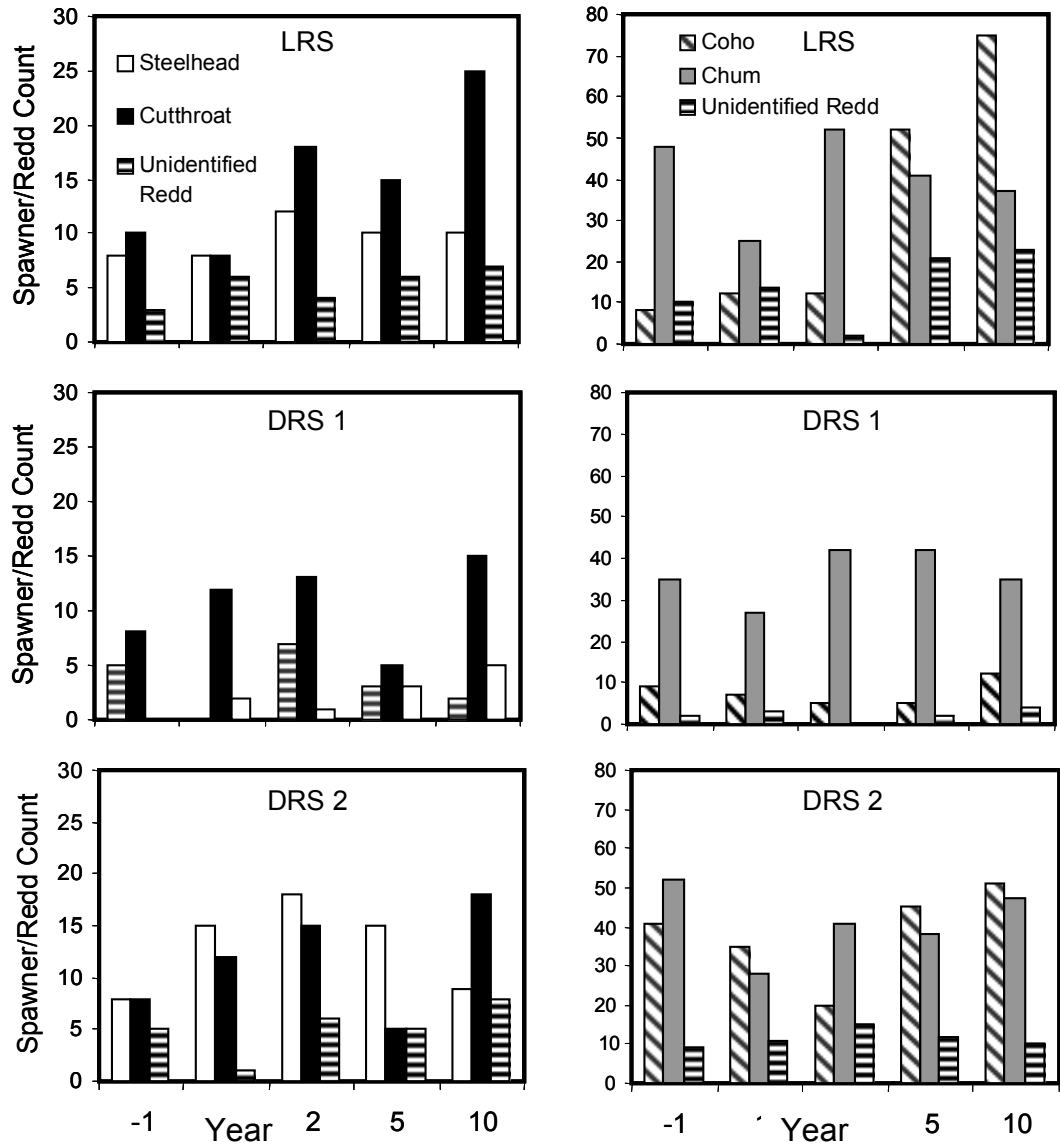 Spawner/Redd Count
30
25
20
15
10
5
0
LRS
Steelhead
Cutthroat
Unidentified
Redd
80
70
60
50
40
30
20
10
0
LRS
Coho
Chum
Unidentified Redd
Spawner/Redd Count
30
25
20
15
10
5
0
DRS 1
80
70
60
50
40
30
20
10
0
DRS 1
Spawner/Redd Count
30
25
20
15
10
5
0
DRS 2
-1 Year 2 5 10
80
70
60
50
40
30
20
10
0
DRS 2
-1 Year 5 10